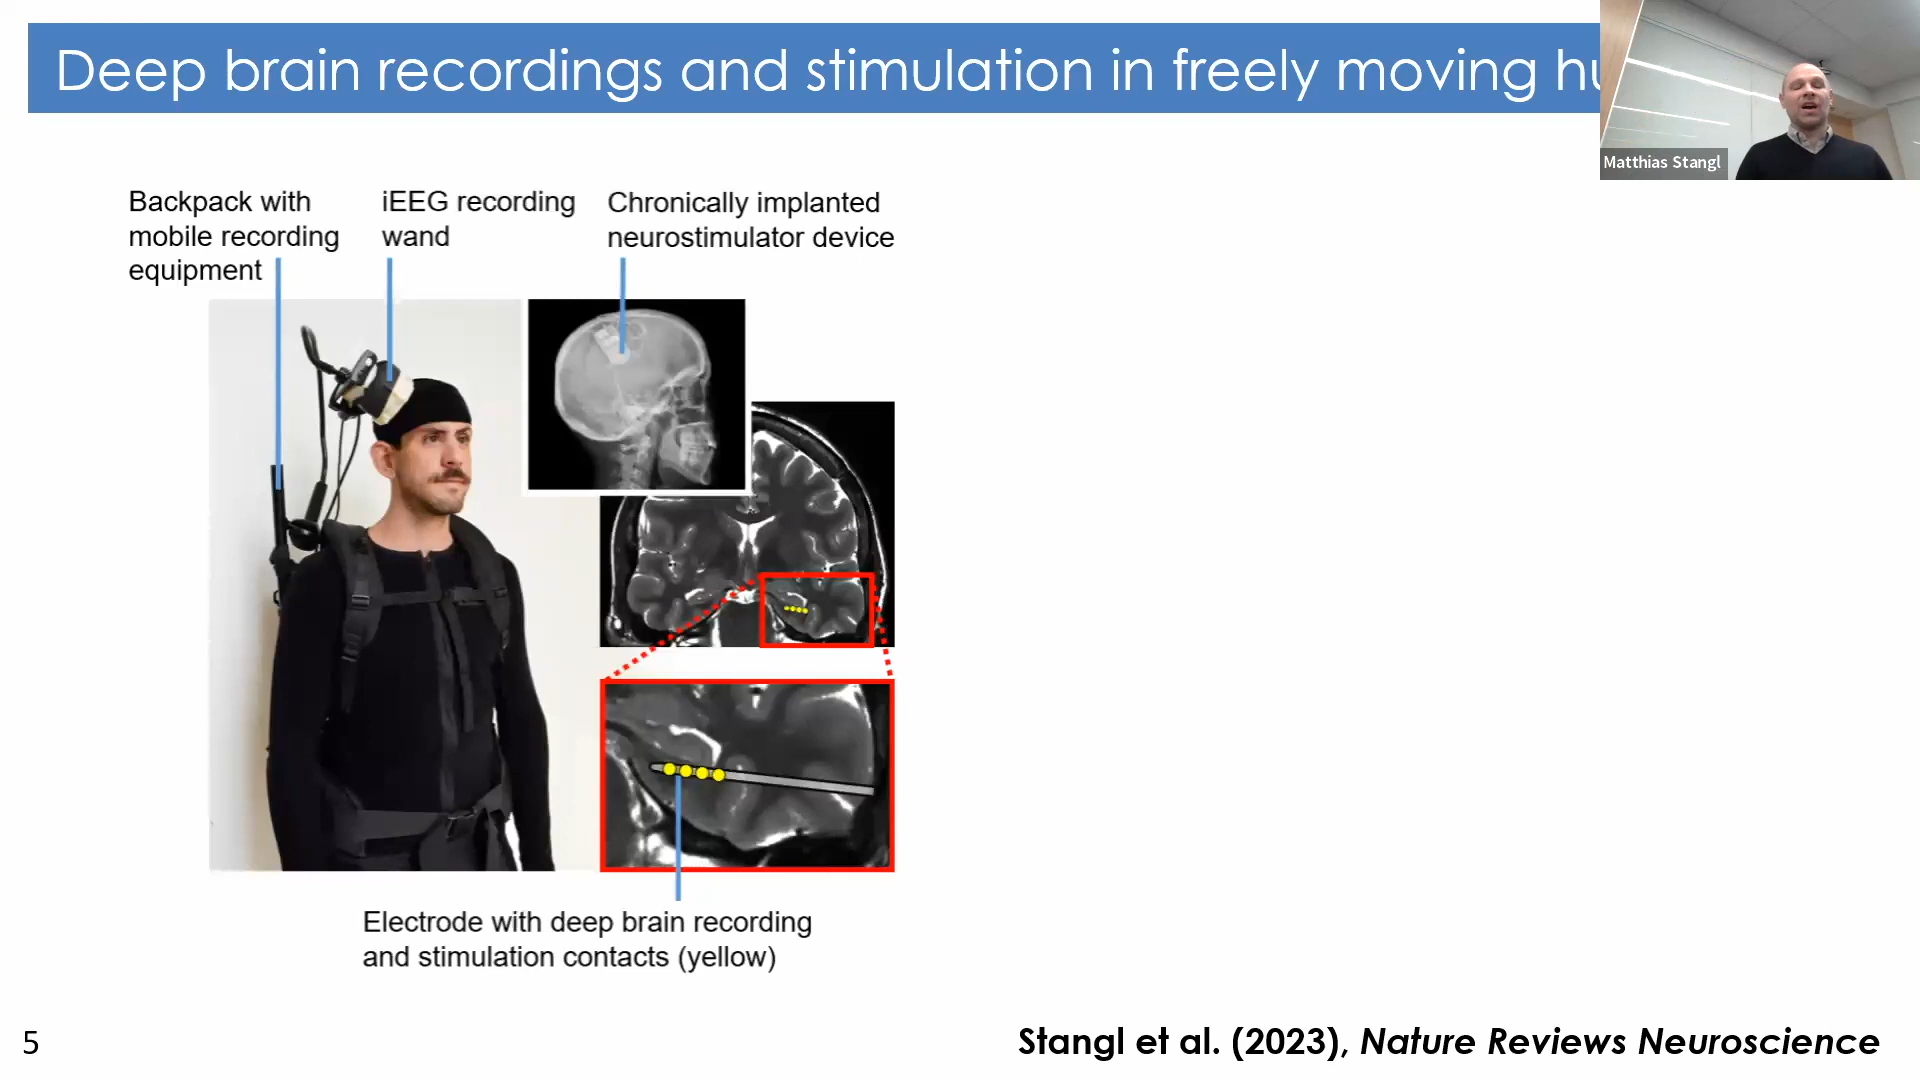 Deep brain recordings and stimulation in freely moving
Matthias Stangl
Backpack with
mobile recording
equipment
iEEG recording
wand
Chronically implanted
neurostimulator device
Electrode with deep brain recording
and stimulation contacts (yellow)
5
Stangl et al. (2023), Nature Reviews Neuroscience